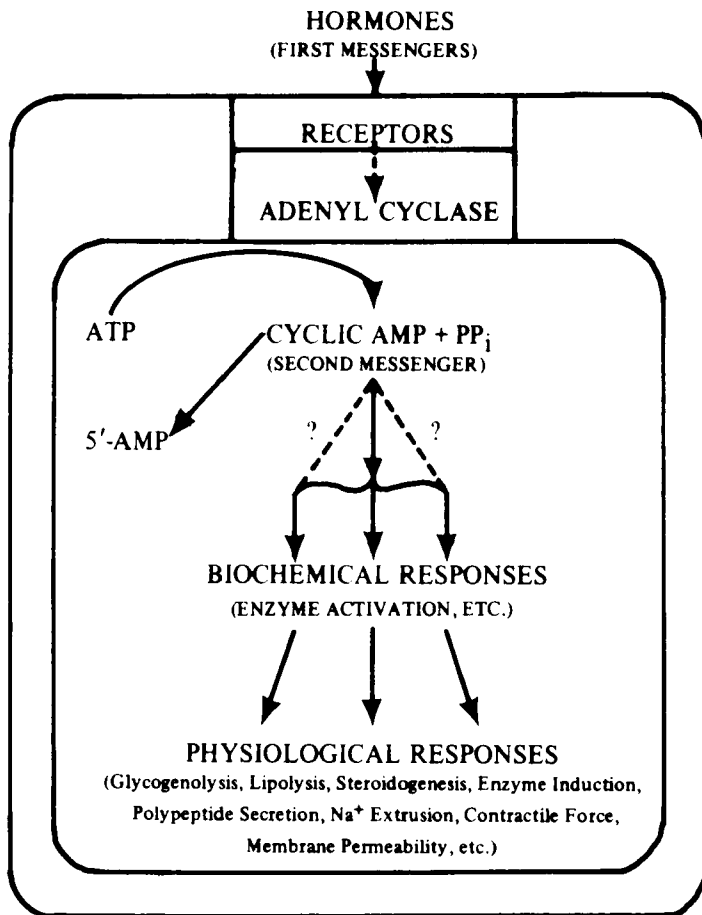 HORMONES
(FIRST MESSENGERS)
RECEPTORS
ADENYL CYCLASE
ATP
CYCLIC AMP + PPi
(SECOND MESSENGER)
5'-AMP
? ?
BIOCHEMICAL RESPONSES
(ENZYME ACTIVATION, ETC.)
PHYSIOLOGICAL RESPONSES
(Glycogenolysis, Lipolysis, Steroidogenesis, Enzyme Induction,
Polypeptide Secretion, Na⁺ Extrusion, Contractile Force,
Membrane Permeability, etc.)